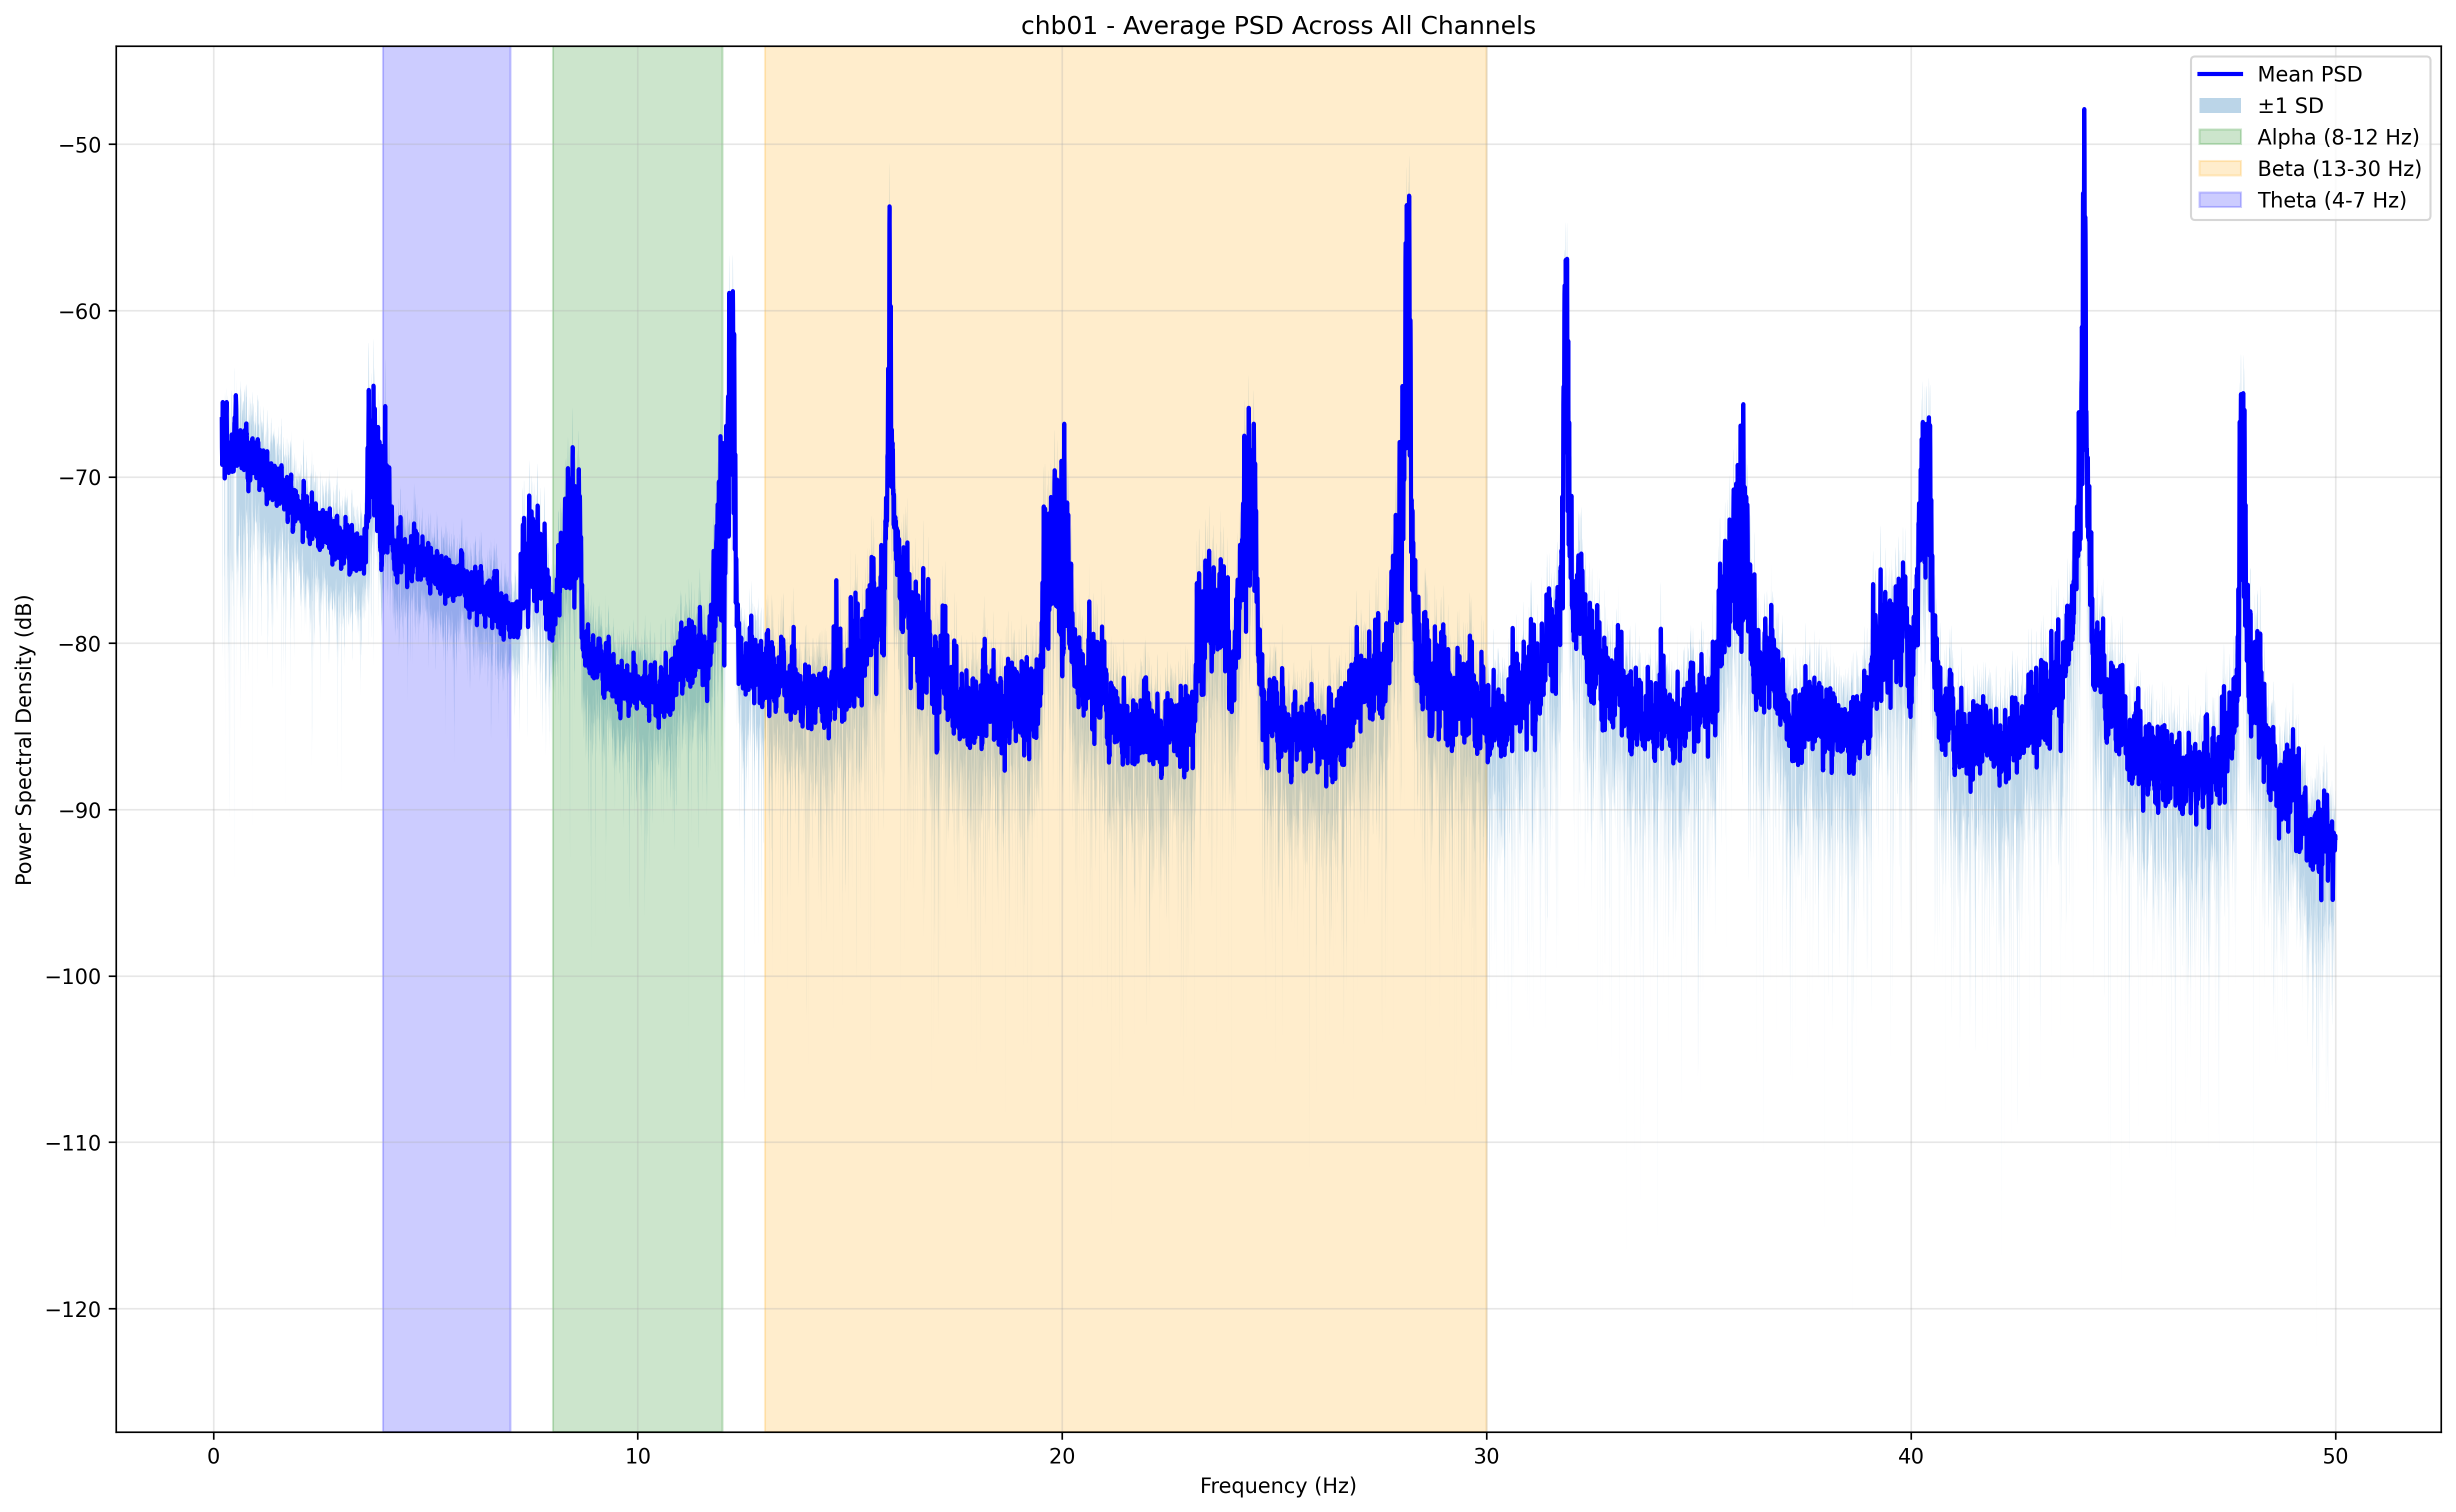 chb01 - Average PSD Across All Channels
Power Spectral Density (dB)
−50
−60
−70
−80
−90
−100
−110
−120
Mean PSD
±1 SD
Alpha (8-12 Hz)
Beta (13-30 Hz)
Theta (4-7 Hz)
0 10 20 30 40 50
Frequency (Hz)